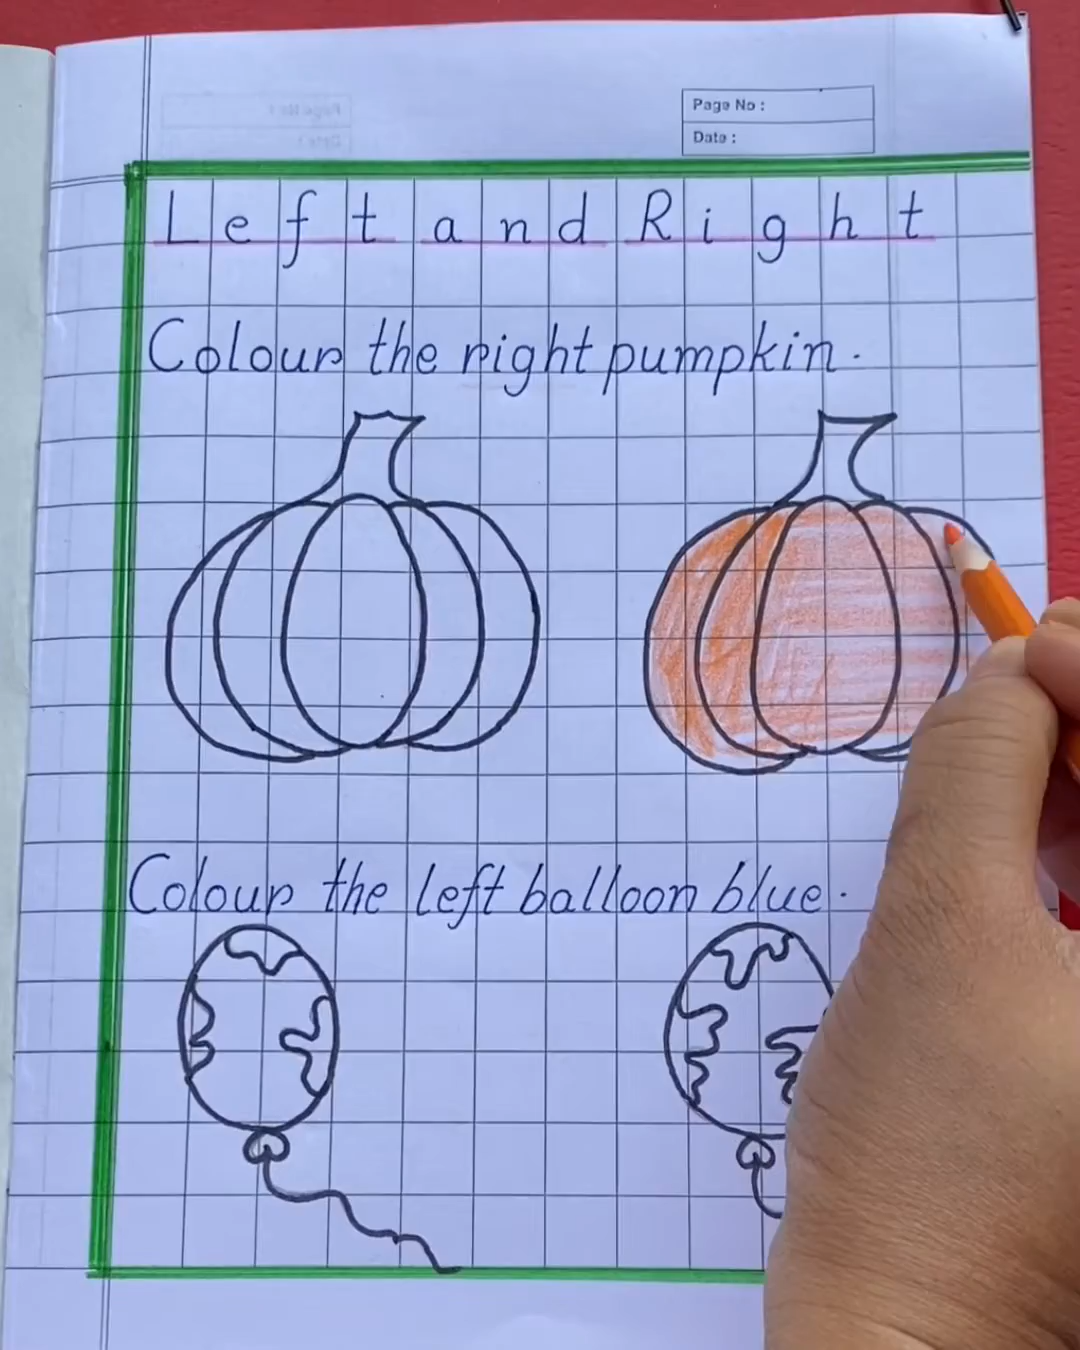 Page No :
Date :
Left and Right
Colour the right pumpkin.
Colour the left balloon blue.